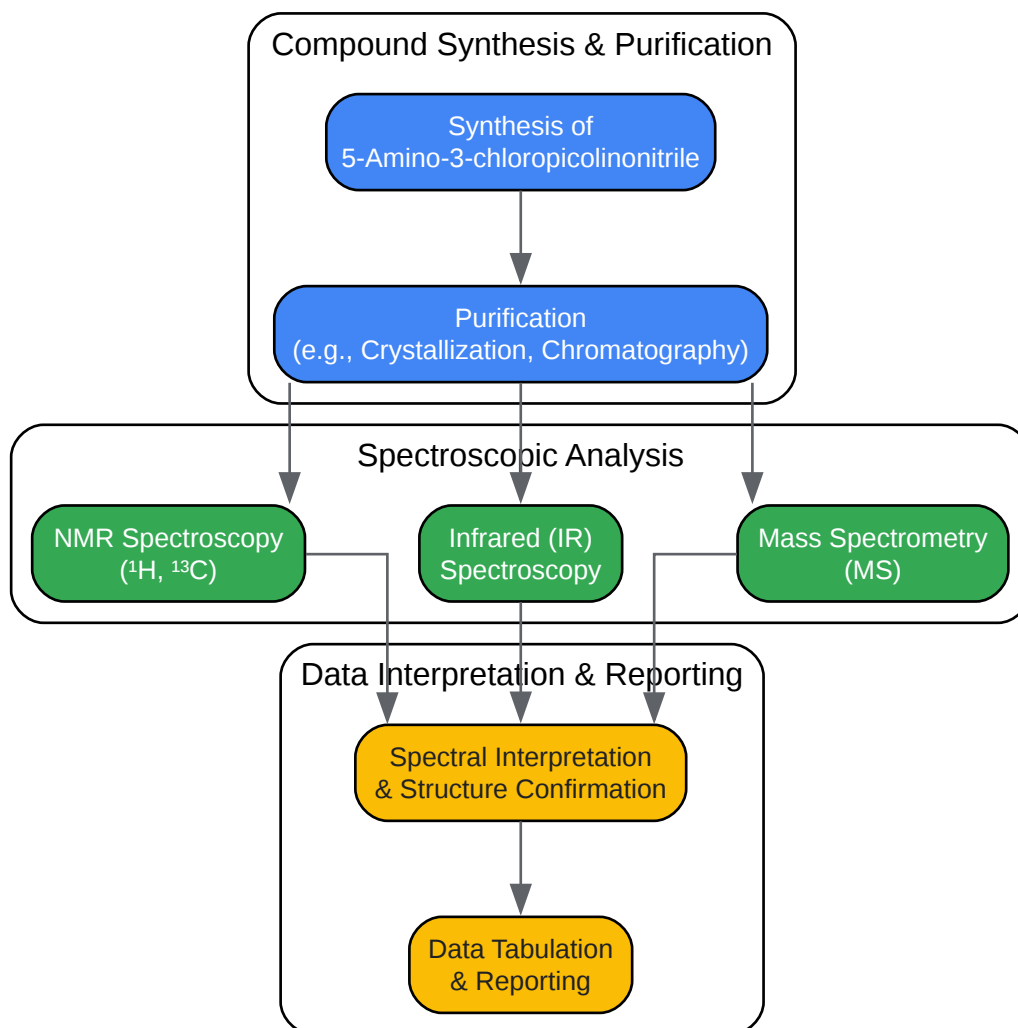 Compound Synthesis & Purification
Synthesis of
5-Amino-3-chloropicolinonitrile
Purification
(e.g., Crystallization, Chromatography)
Spectroscopic Analysis
NMR Spectroscopy
(¹H, ¹³C)
Infrared (IR)
Spectroscopy
Mass Spectrometry
(MS)
Data Interpretation & Reporting
Spectral Interpretation
& Structure Confirmation
Data Tabulation
& Reporting